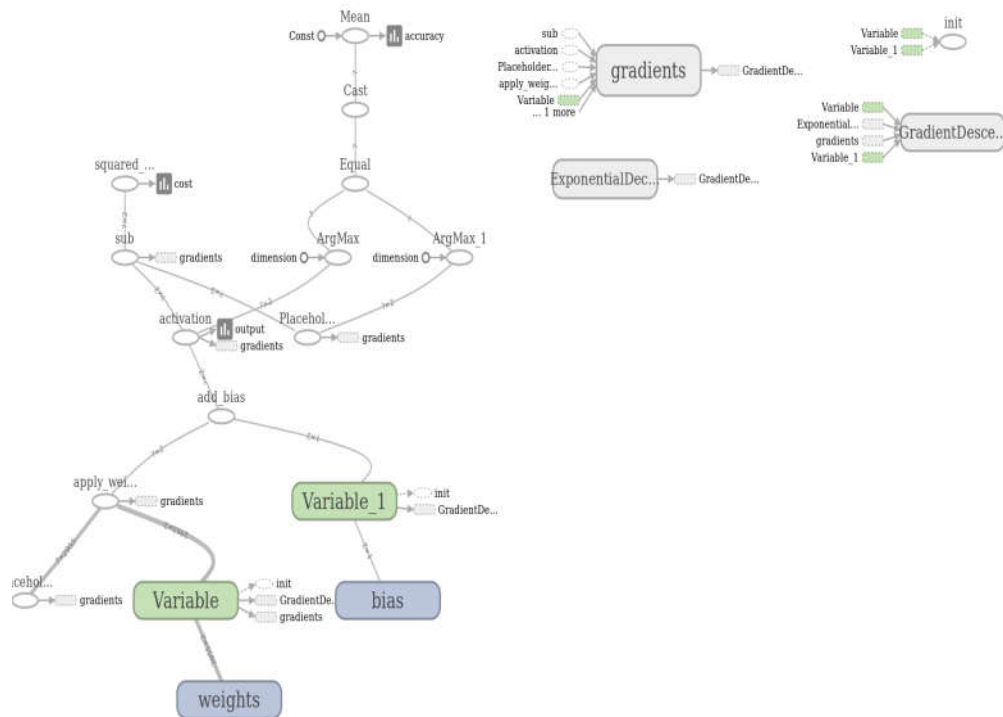 Mean
Const
accuracy
Cast
Equal
squared_...
cost
sub
gradients
dimension
ArgMax
dimension
ArgMax_1
activation
output
gradients
Placehol...
gradients
add_bias
apply_wei...
gradients
Variable_1
init
GradientDe...
cehol...
gradients
Variable
init
GradientDe..
gradients
bias
weights
sub
activation
Placeholder...
apply_weig...
Variable
... 1 more
gradients
GradientDe...
ExponentialDec...
GradientDe...
init
Variable
Variable_1
Variable
Exponential...
gradients
Variable_1
GradientDesce...